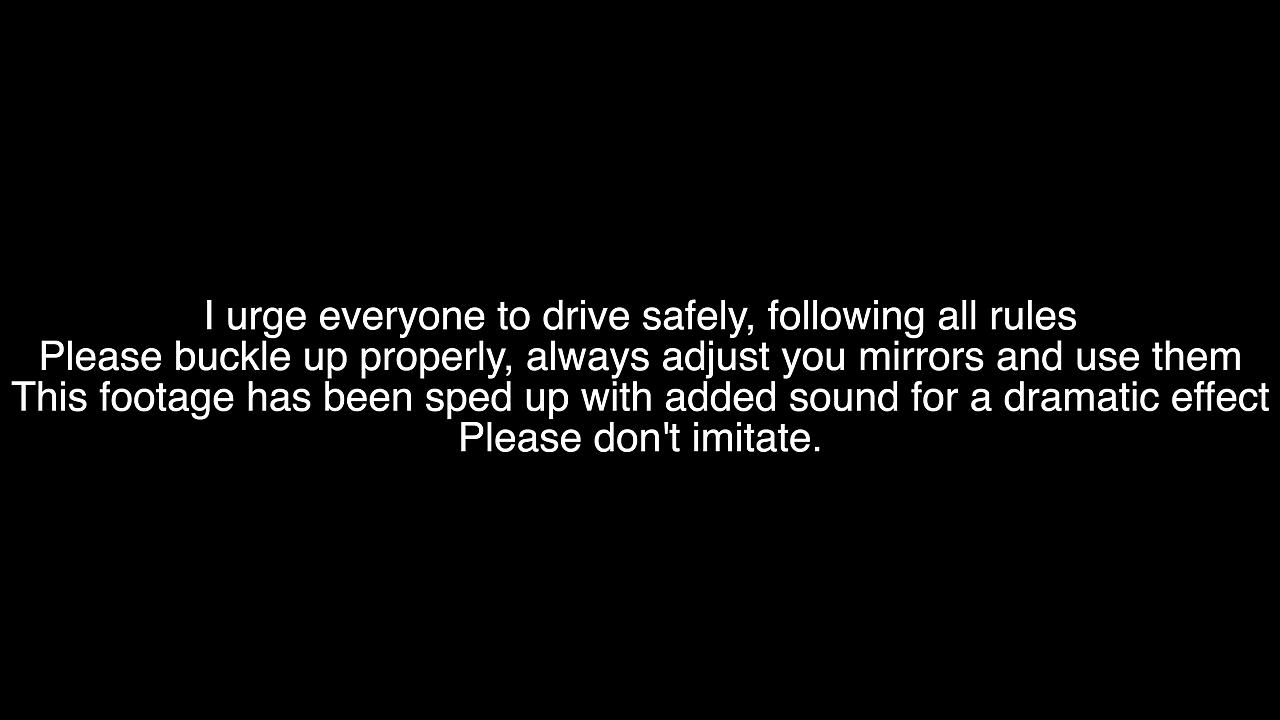 I urge everyone to drive safely, following all rules
Please buckle up properly, always adjust you mirrors and use them
This footage has been sped up with added sound for a dramatic effect
Please don't imitate.